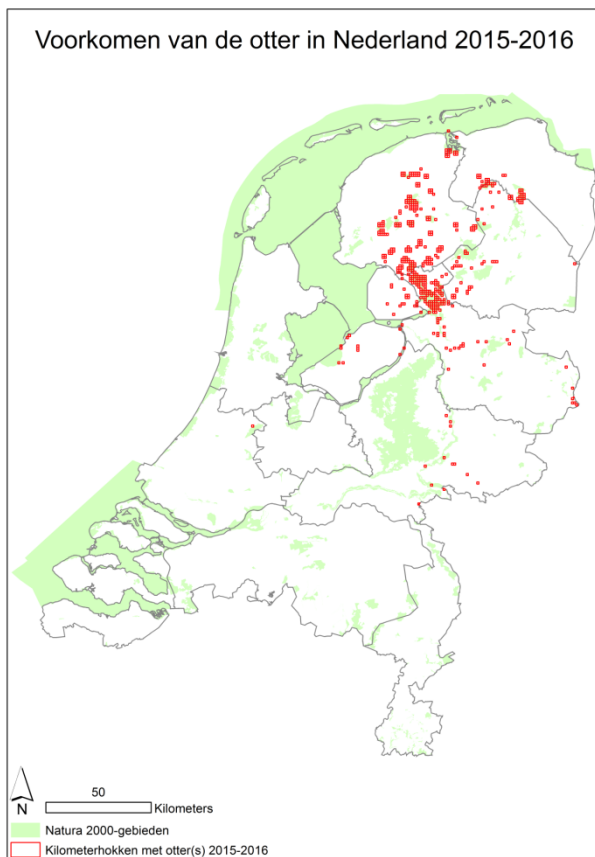 Voorkomen van de otter in Nederland 2015-2016
50
Kilometers
N
Natura 2000-gebieden
Kilometerhokken met otter(s) 2015-2016